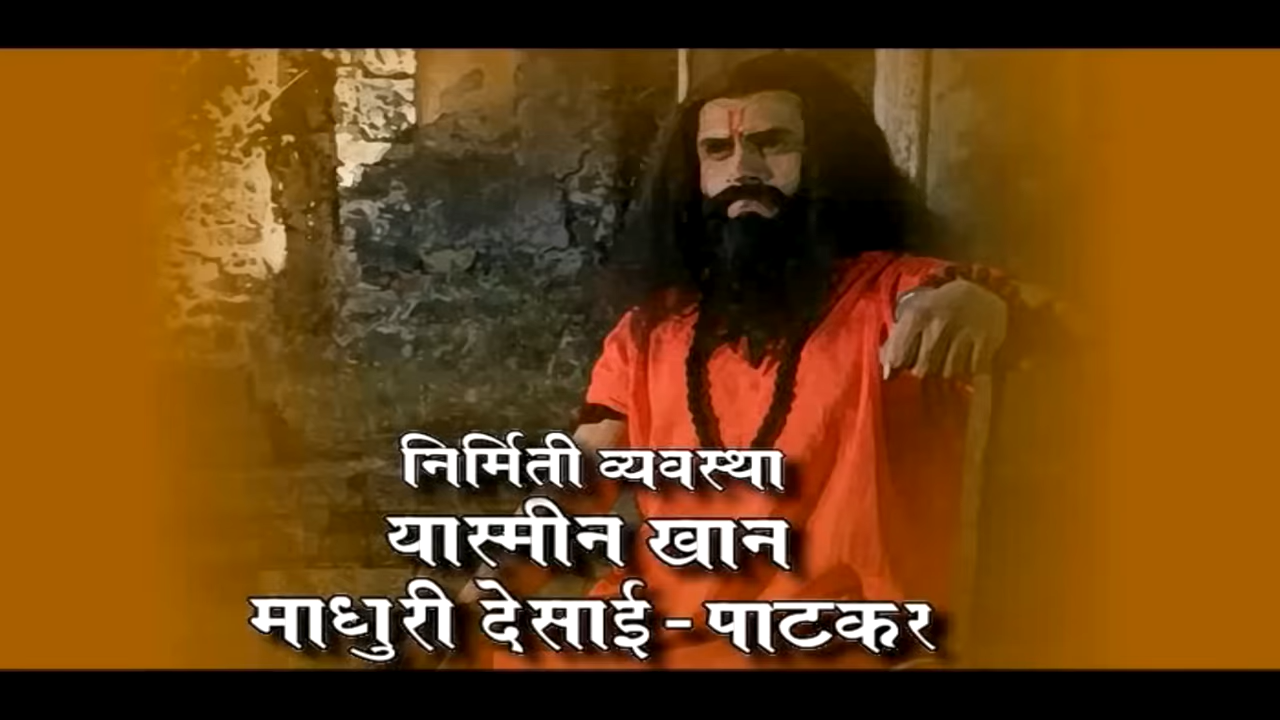 निर्मिती व्यवस्था
यास्मीन खान
माधुरी देसाई - पाटकर